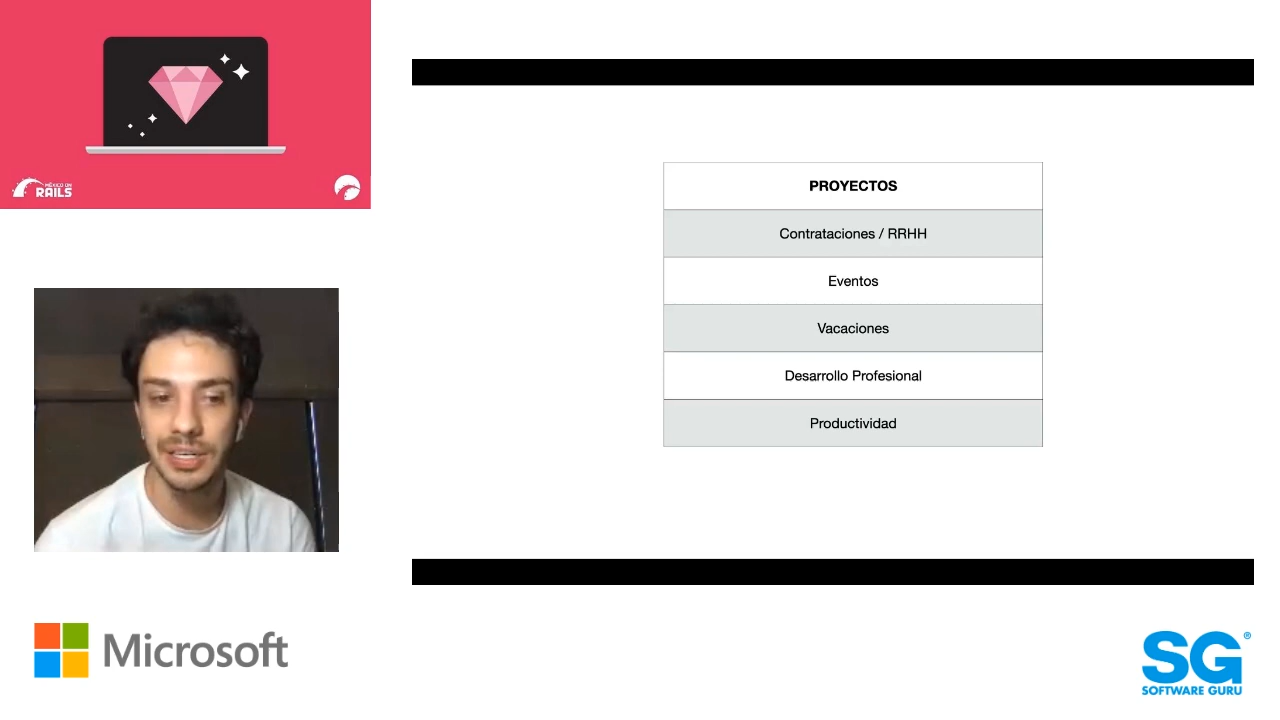 MÉXICO ON
RAILS
PROYECTOS
Contrataciones / RRHH
Eventos
Vacaciones
Desarrollo Profesional
Productividad
Microsoft
SG®
SOFTWARE GURU